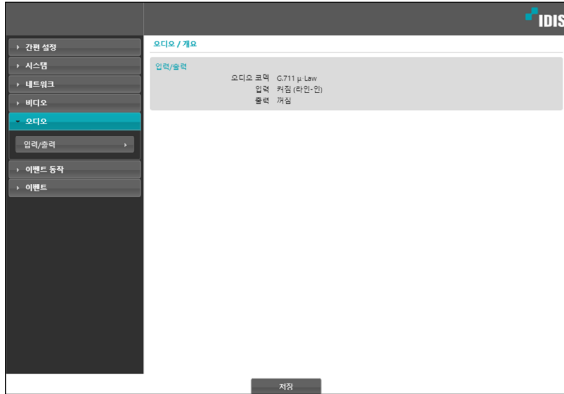 IDIS
간편 설정
시스템
네트워크
비디오
오디오
입력/출력
이벤트 동작
이벤트
오디오 / 개요
입력/출력
오디오 코덱 G.711 μ Law
입력 켜짐 (라인-인)
출력 꺼짐
저장